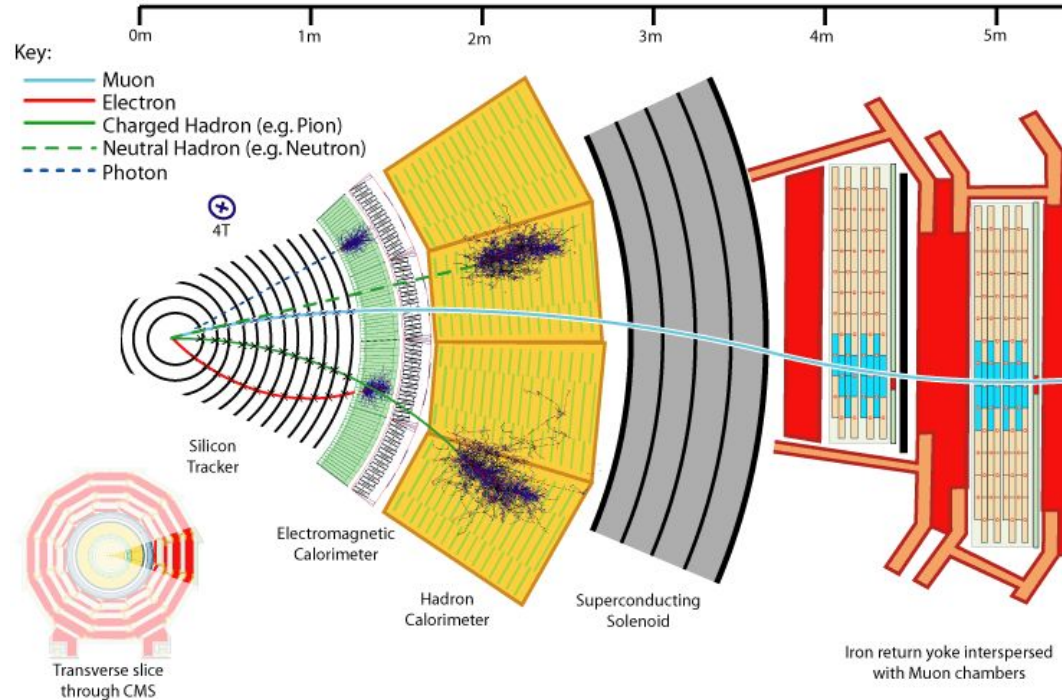 0m 1m 2m 3m 4m 5m
Key:
Muon
Electron
Charged Hadron (e.g. Pion)
Neutral Hadron (e.g. Neutron)
Photon
4T
Silicon
Tracker
Electromagnetic
Calorimeter
Hadron
Calorimeter
Superconducting
Solenoid
Iron return yoke interspersed
with Muon chambers
Transverse slice
through CMS